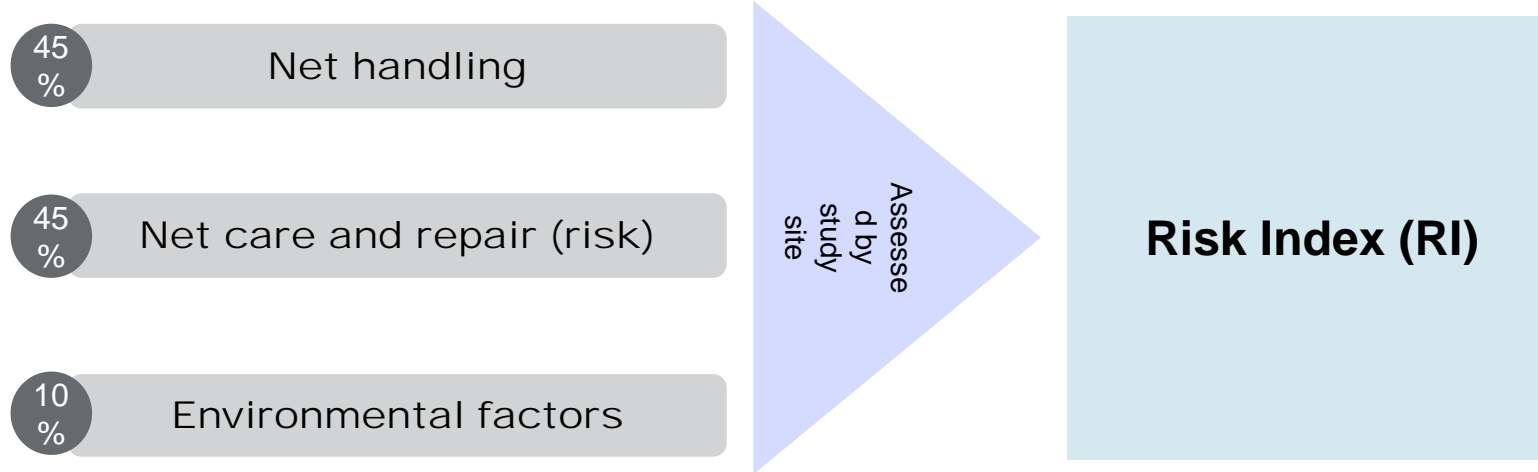 45
%
Net handling
45
%
Net care and repair (risk)
10
%
Environmental factors
Assesse
d by
study
site
Risk Index (RI)